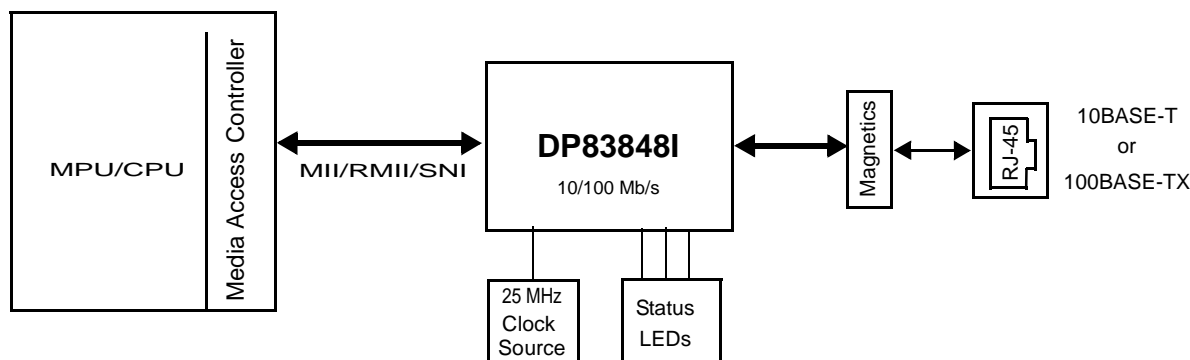 MPU/CPU
Media Access Controller
MII/RMII/SNI
DP83848I
10/100 Mb/s
25 MHz
Clock
Source
Status
LEDs
Magnetics
RJ-45
10BASE-T
or
100BASE-TX